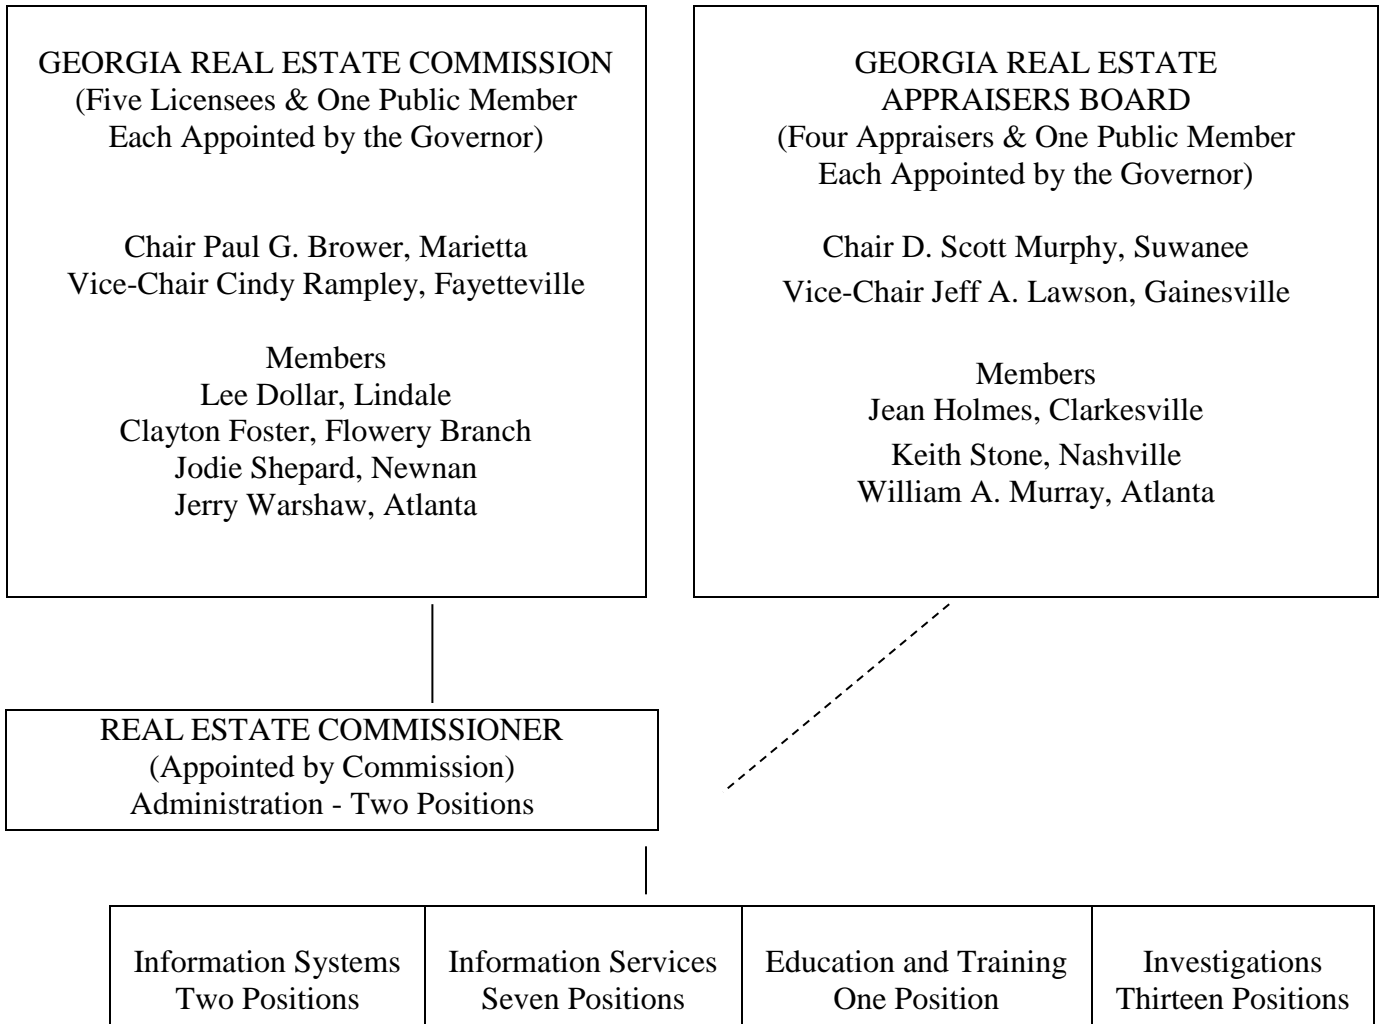 GEORGIA REAL ESTATE COMMISSION
(Five Licensees & One Public Member
Each Appointed by the Governor)
Chair Paul G. Brower, Marietta
Vice-Chair Cindy Rampley, Fayetteville
Members
Lee Dollar, Lindale
Clayton Foster, Flowery Branch
Jodie Shepard, Newnan
Jerry Warshaw, Atlanta
GEORGIA REAL ESTATE
APPRAISERS BOARD
(Four Appraisers & One Public Member
Each Appointed by the Governor)
Chair D. Scott Murphy, Suwanee
Vice-Chair Jeff A. Lawson, Gainesville
Members
Jean Holmes, Clarkesville
Keith Stone, Nashville
William A. Murray, Atlanta
REAL ESTATE COMMISSIONER
(Appointed by Commission)
Administration - Two Positions
Information Systems
Two Positions
Information Services
Seven Positions
Education and Training
One Position
Investigations
Thirteen Positions